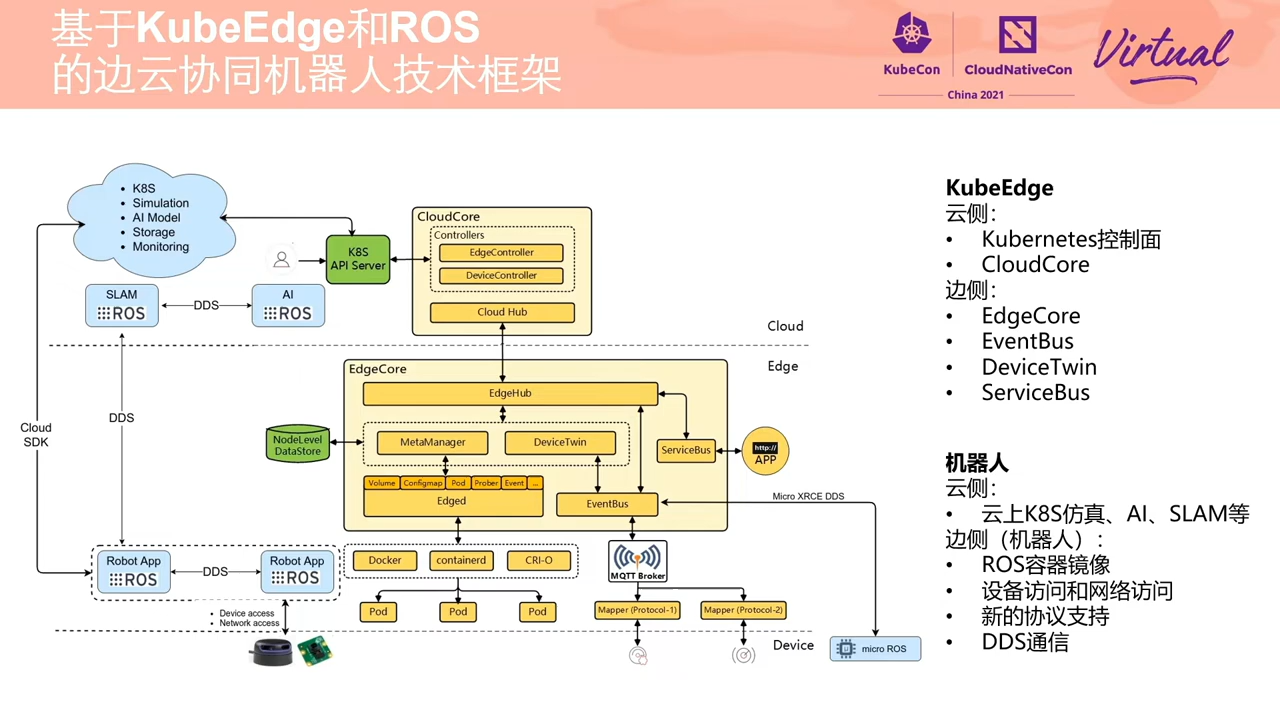 基于KubeEdge和ROS
的边云协同机器人技术框架
KubeCon
CloudNativeCon
China 2021
Virtual
• K8S
• Simulation
• AI Model
• Storage
• Monitoring
K8S
API Server
CloudCore
Controllers
EdgeController
DeviceController
Cloud Hub
SLAM
ROS
DDS
AI
ROS
Cloud
Edge
Cloud
SDK
DDS
EdgeCore
EdgeHub
NodeLevel
DataStore
MetaManager
DeviceTwin
ServiceBus
http://
APP
Volume
Configmap
Pod
Prober
Event
...
Edged
EventBus
Micro XRCE DDS
Robot App
ROS
DDS
Robot App
ROS
Docker
containerd
CRI-O
MQTT Broker
Pod
Pod
Pod
Mapper (Protocol-1)
Mapper (Protocol-2)
• Device access
• Network access
Device
micro ROS
KubeEdge
云侧：
• Kubernetes控制面
• CloudCore
边侧：
• EdgeCore
• EventBus
• DeviceTwin
• ServiceBus
机器人
云侧：
• 云上K8S仿真、AI、SLAM等
边侧（机器人）：
• ROS容器镜像
• 设备访问和网络访问
• 新的协议支持
• DDS通信